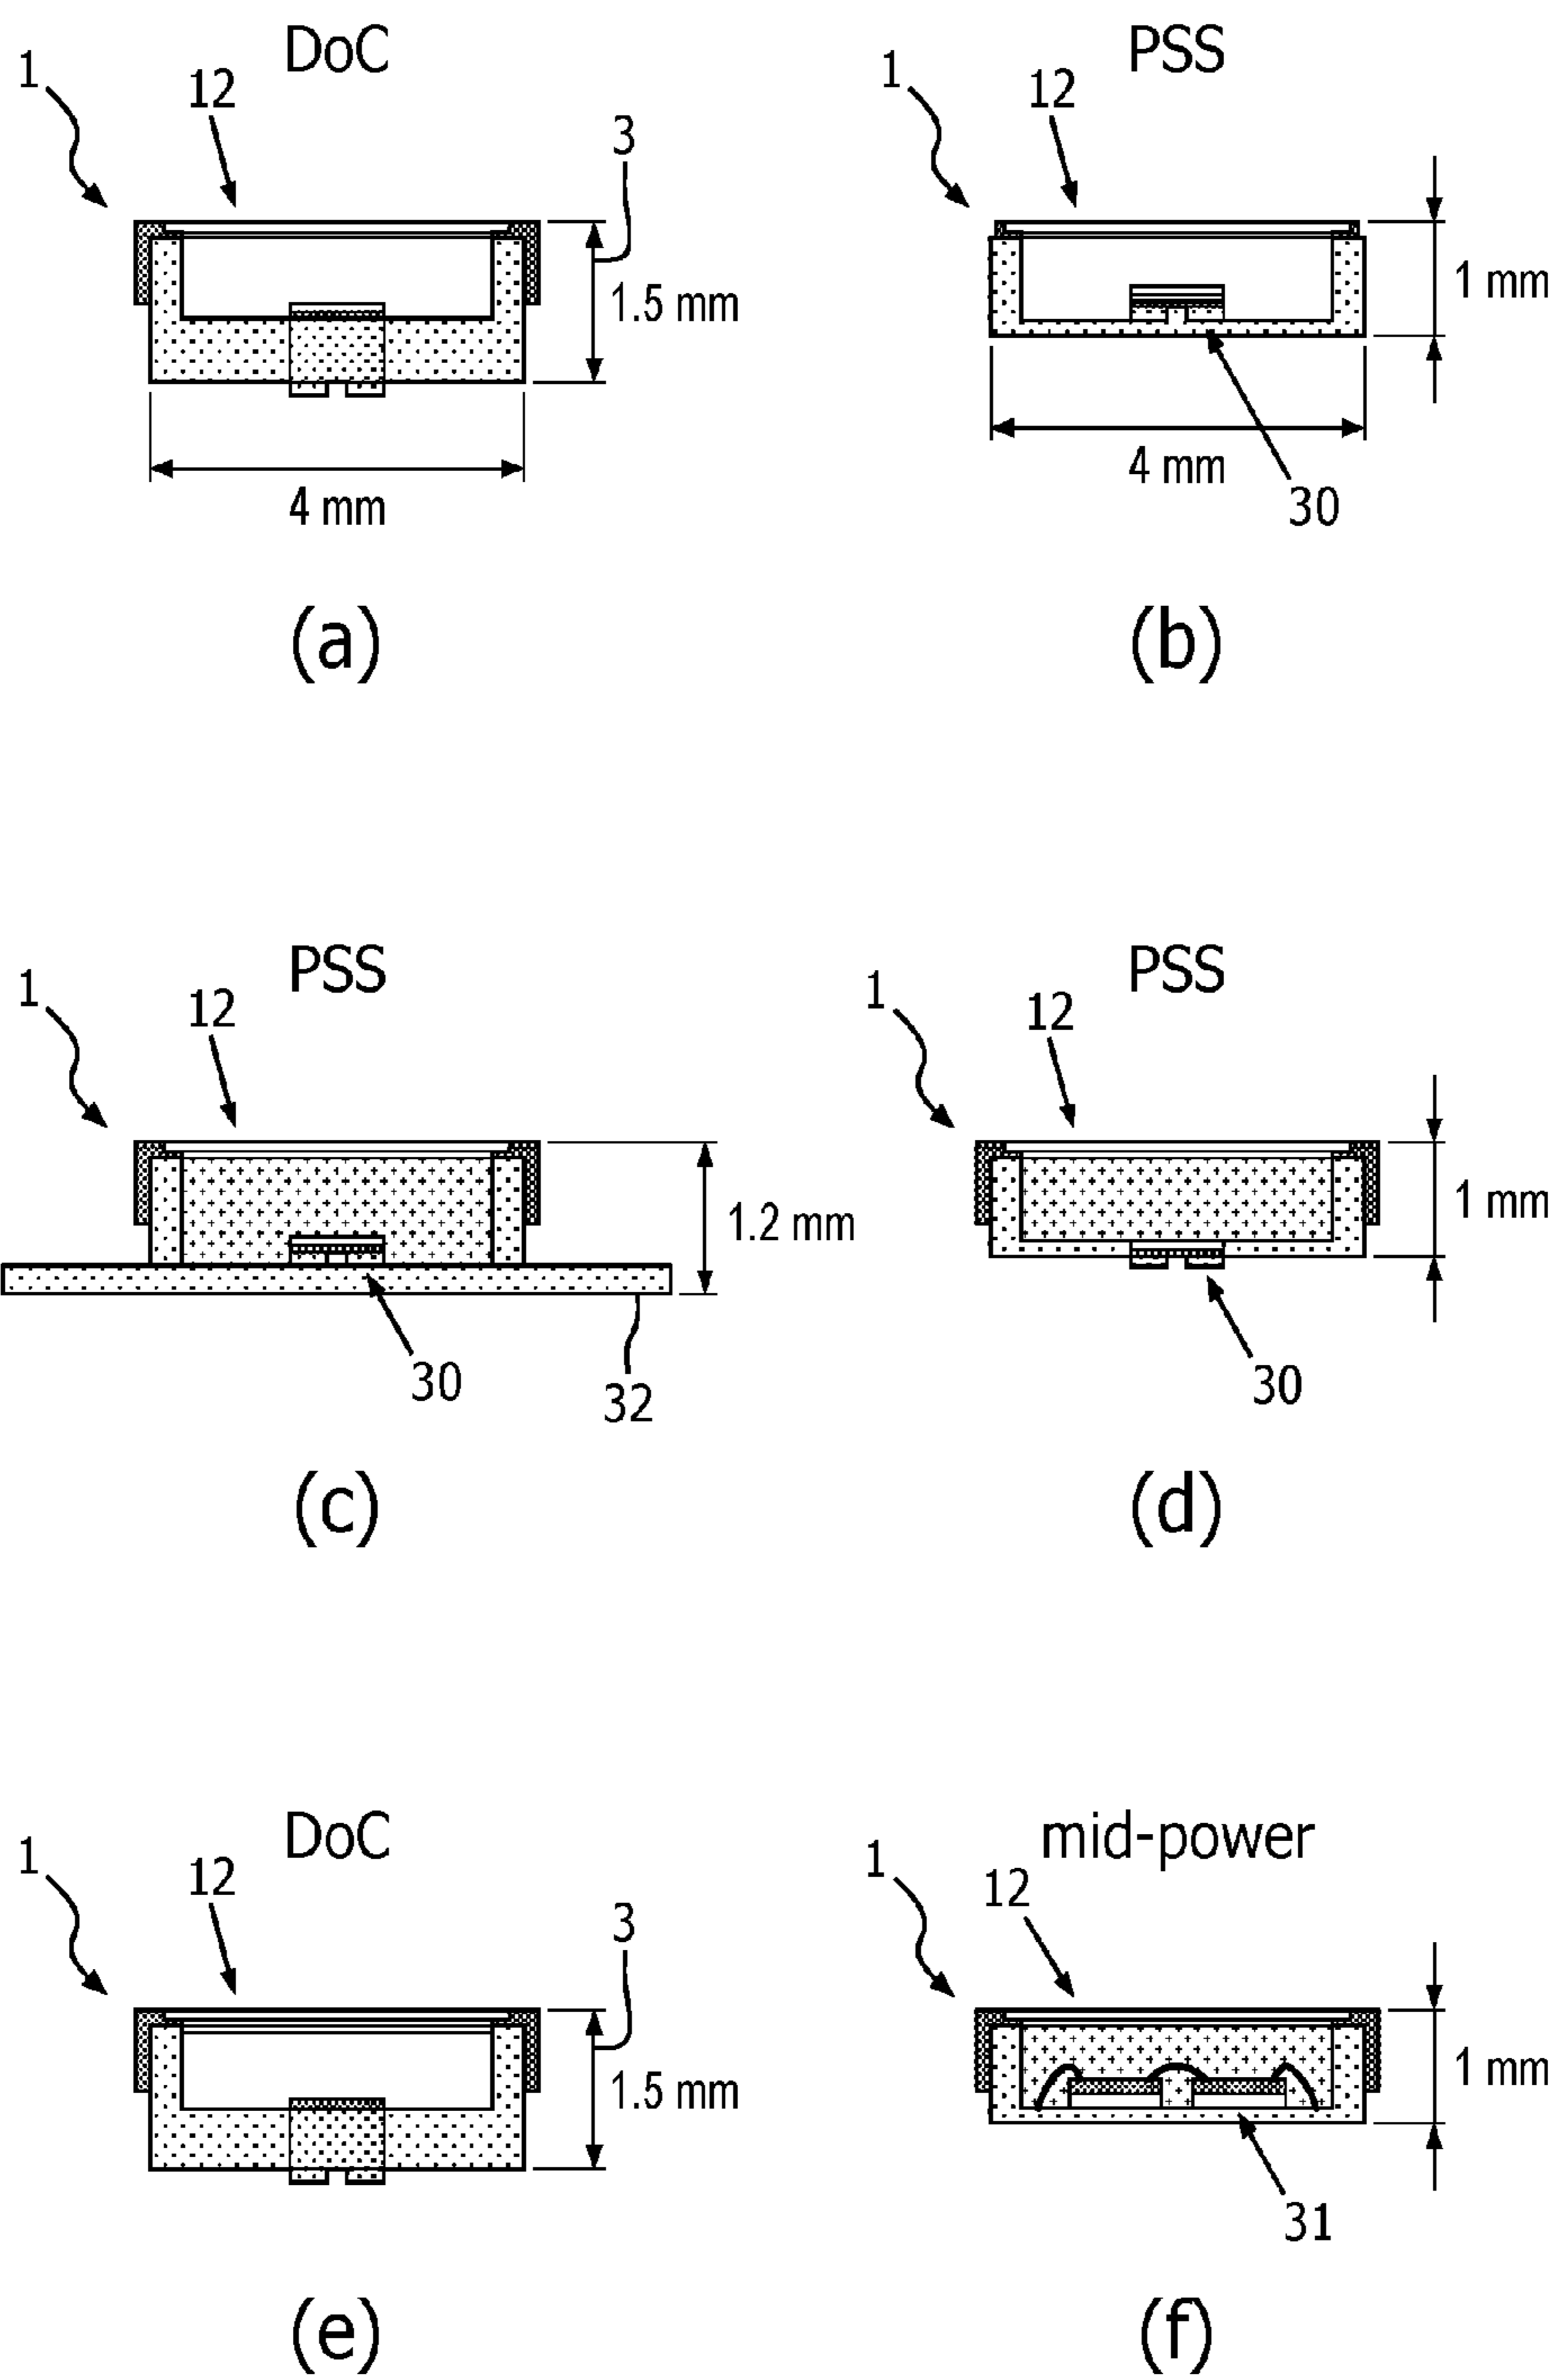 DoC
1
12
3
1.5 mm
4 mm
(a)
PSS
1
12
1 mm
4 mm
30
(b)
PSS
1
12
1.2 mm
30
32
(c)
PSS
1
12
1 mm
30
(d)
DoC
1
12
3
1.5 mm
(e)
mid-power
1
12
1 mm
31
(f)